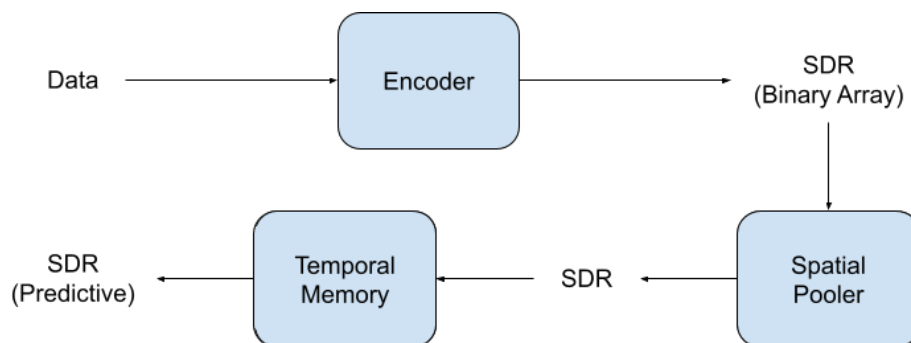 Data
Encoder
SDR
(Binary Array)
SDR
(Predictive)
Temporal
Memory
SDR
Spatial
Pooler